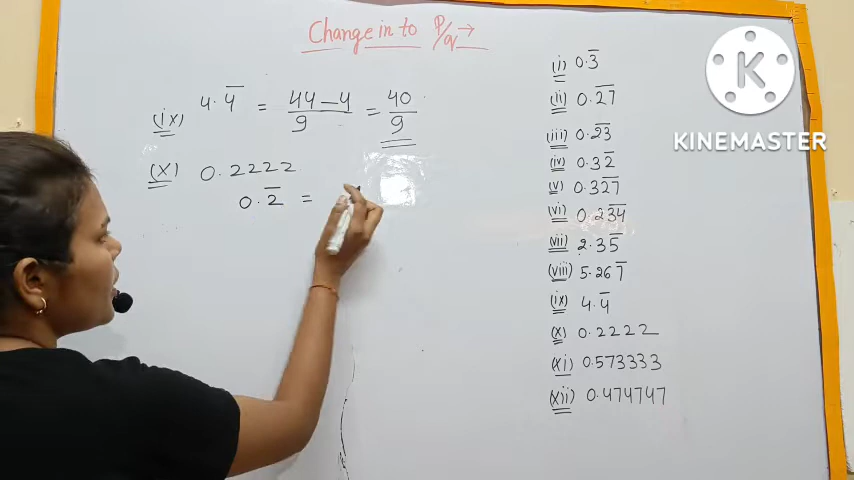 Change in to P/q →
(ix) 4.4̅ = 44-4/9 = 40/9
(x) 0.2222
0.2̅ =
(i) 0.3̅
(ii) 0.2̅7̅
(iii) 0.2̅3̅
(iv) 0.32̅
(v) 0.32̅7̅
(vi) 0.23̅4̅
(vii) 2.35̅
(viii) 5.267̅
(ix) 4.4̅
(x) 0.2222
(xi) 0.573333
(xii) 0.474747
K
KINEMASTER